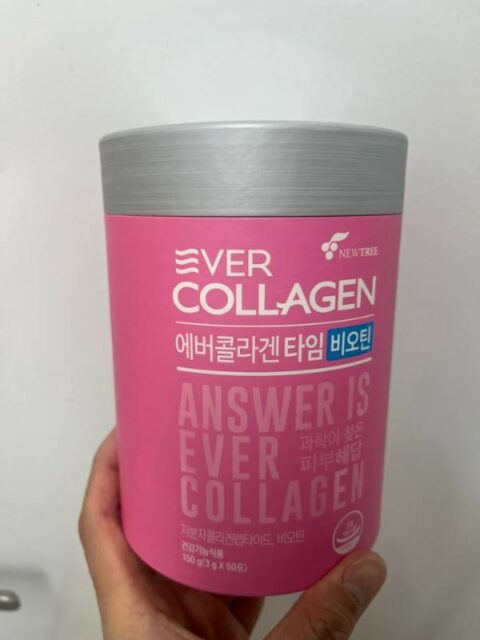 EVER
NEWTREE
COLLAGEN
에버콜라겐 타임 비오틴
ANSWER IS
EVER
과학이 찾은
피부해답
COLLAGEN
저분자콜라겐펩타이드, 비오틴
건강기능식품
150 g(3 g X 50포)